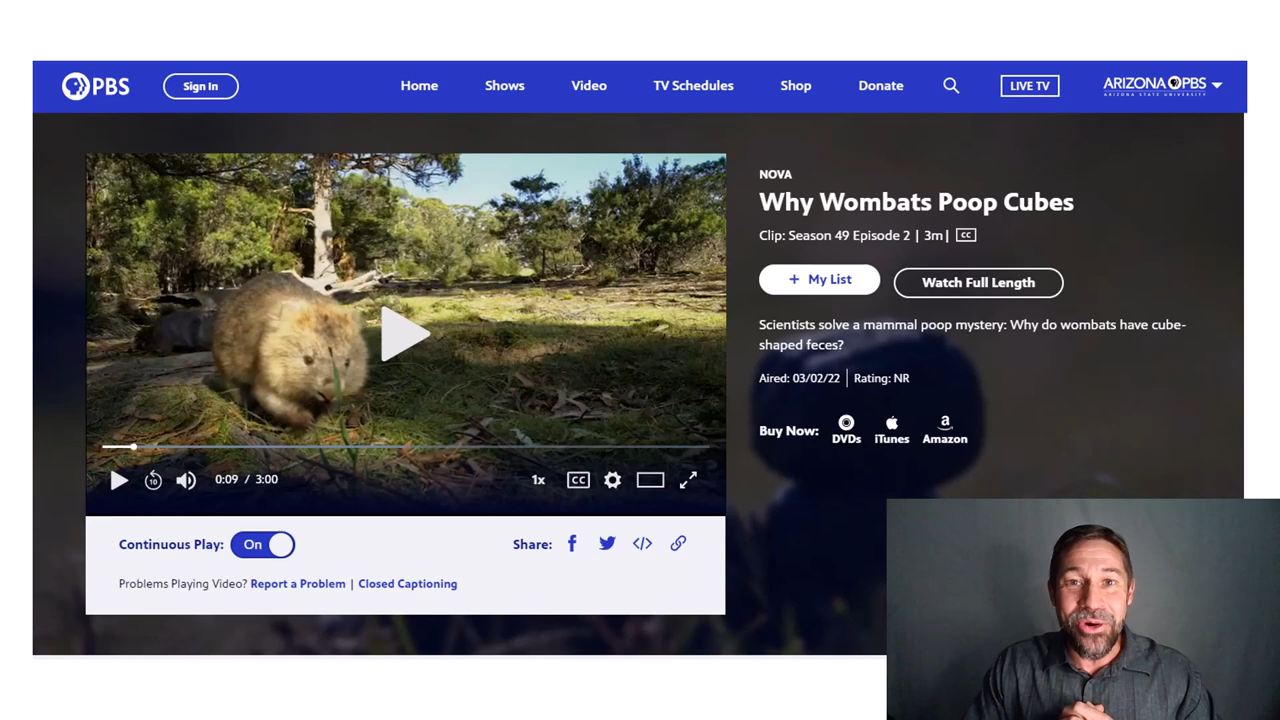 PBS
Sign In
Home
Shows
Video
TV Schedules
Shop
Donate
LIVE TV
ARIZONA PBS
ARIZONA STATE UNIVERSITY
NOVA
Why Wombats Poop Cubes
Clip: Season 49 Episode 2 | 3m | CC
+ My List
Watch Full Length
Scientists solve a mammal poop mystery: Why do wombats have cube-
shaped feces?
Aired: 03/02/22 | Rating: NR
Buy Now:
DVDs
iTunes
a
Amazon
10
0:09 / 3:00
1x
CC
Continuous Play: On
Share: f </>
Problems Playing Video? Report a Problem | Closed Captioning